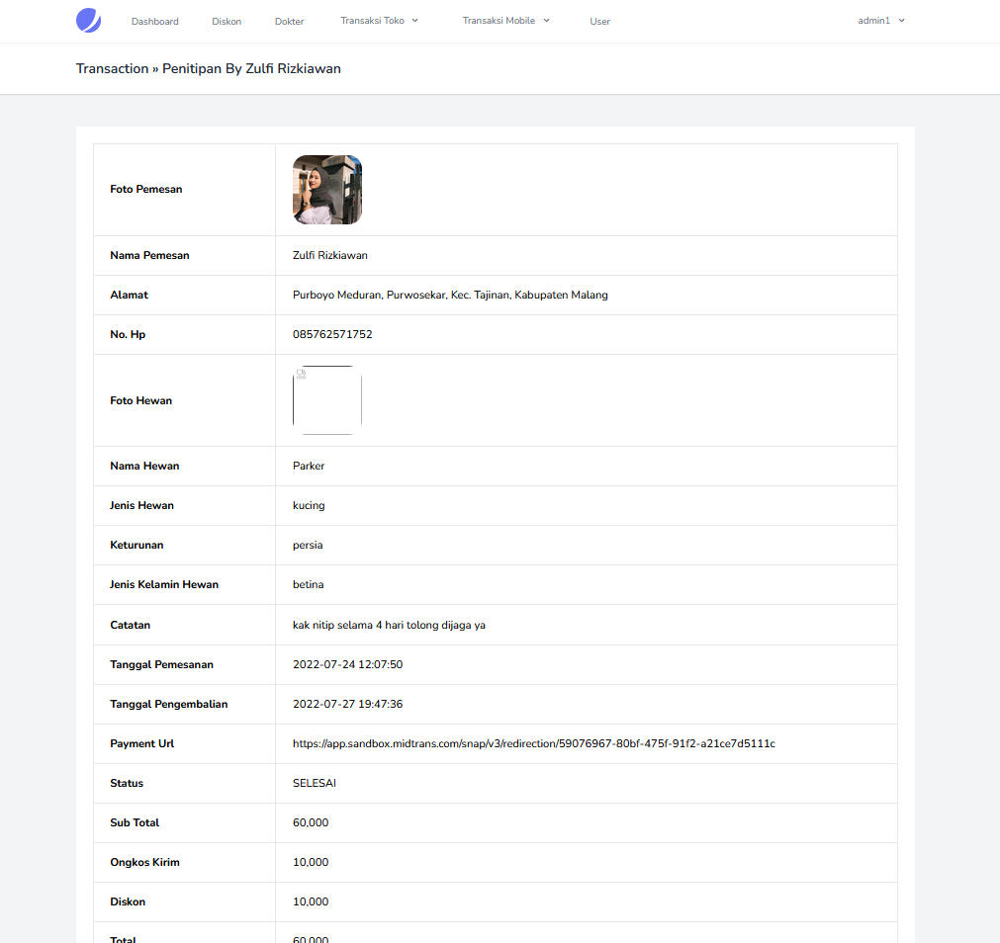 Dashboard Diskon Dokter Transaksi Toko Transaksi Mobile User admin1
Transaction » Penitipan By Zulfi Rizkiawan
Foto Pemesan
Nama Pemesan Zulfi Rizkiawan
Alamat Purboyo Meduran, Purwosekar, Kec. Tajinan, Kabupaten Malang
No. Hp 085762571752
Foto Hewan
Nama Hewan Parker
Jenis Hewan kucing
Keturunan persia
Jenis Kelamin Hewan betina
Catatan kak nitip selama 4 hari tolong dijaga ya
Tanggal Pemesanan 2022-07-24 12:07:50
Tanggal Pengembalian 2022-07-27 19:47:36
Payment Url https://app.sandbox.midtrans.com/snap/v3/redirection/59076967-80bf-475f-91f2-a21ce7d5111c
Status SELESAI
Sub Total 60,000
Ongkos Kirim 10,000
Diskon 10,000
Total 60,000